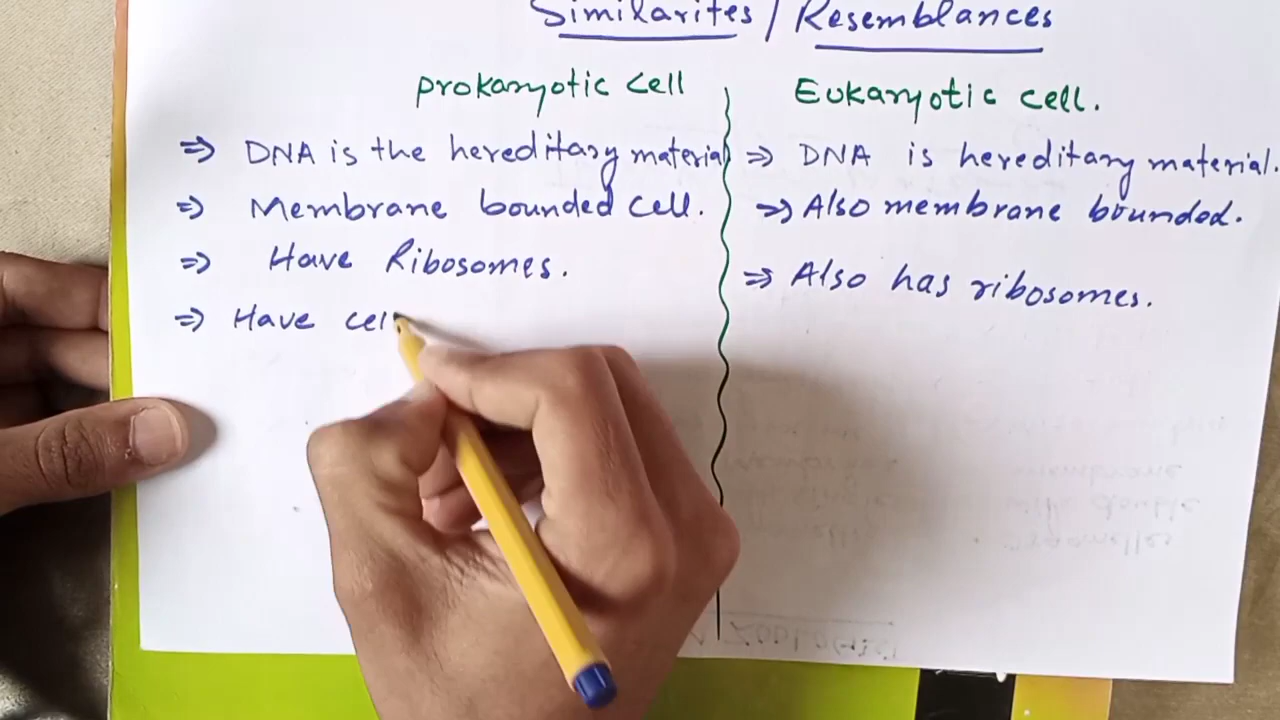 Similarites / Resemblances
prokaryotic cell
Eukaryotic cell.
⇒ DNA is the hereditary material
⇒ DNA is hereditary material.
⇒ Membrane bounded cell.
⇒ Also membrane bounded.
⇒ Have Ribosomes.
⇒ Also has ribosomes.
⇒ Have cel